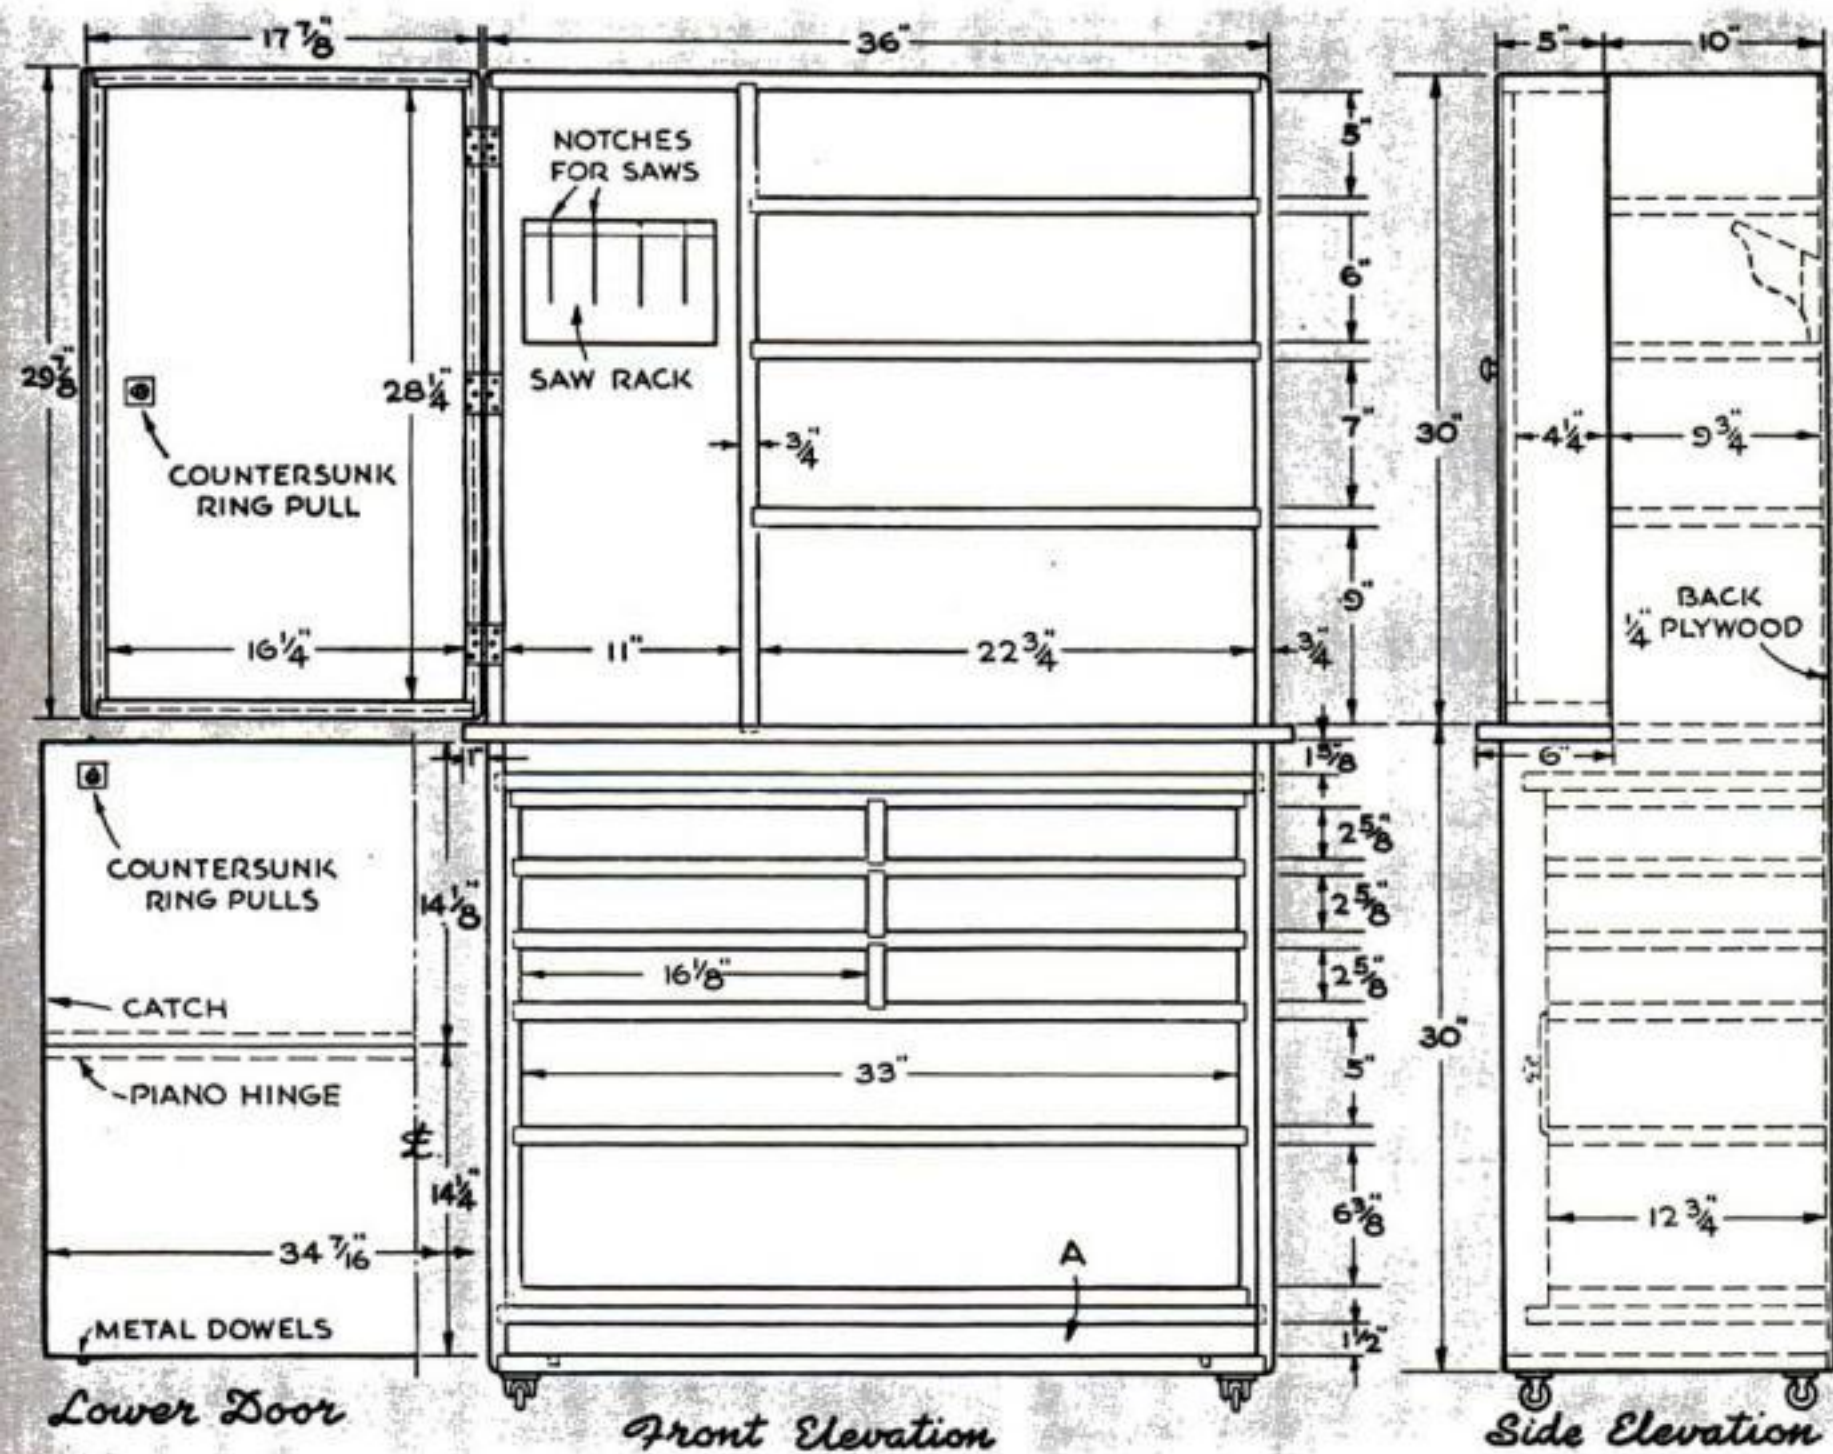 17 7/8"
36"
5"
10"
NOTCHES
FOR SAWS
5"
6"
29 1/8"
28 1/4"
SAW RACK
COUNTERSUNK
RING PULL
3/4"
7"
30"
4 1/4"
9 3/4"
9"
BACK
1/4" PLYWOOD
16 1/4"
11"
22 3/4"
3/4"
1"
1 5/8"
6"
COUNTERSUNK
RING PULLS
14 1/8"
2 5/8"
2 5/8"
16 1/8"
2 5/8"
CATCH
PIANO HINGE
33"
5"
30"
℄
14 1/4"
6 3/8"
12 3/4"
34 7/16"
A
METAL DOWELS
1 1/2"
Lower Door
Front Elevation
Side Elevation